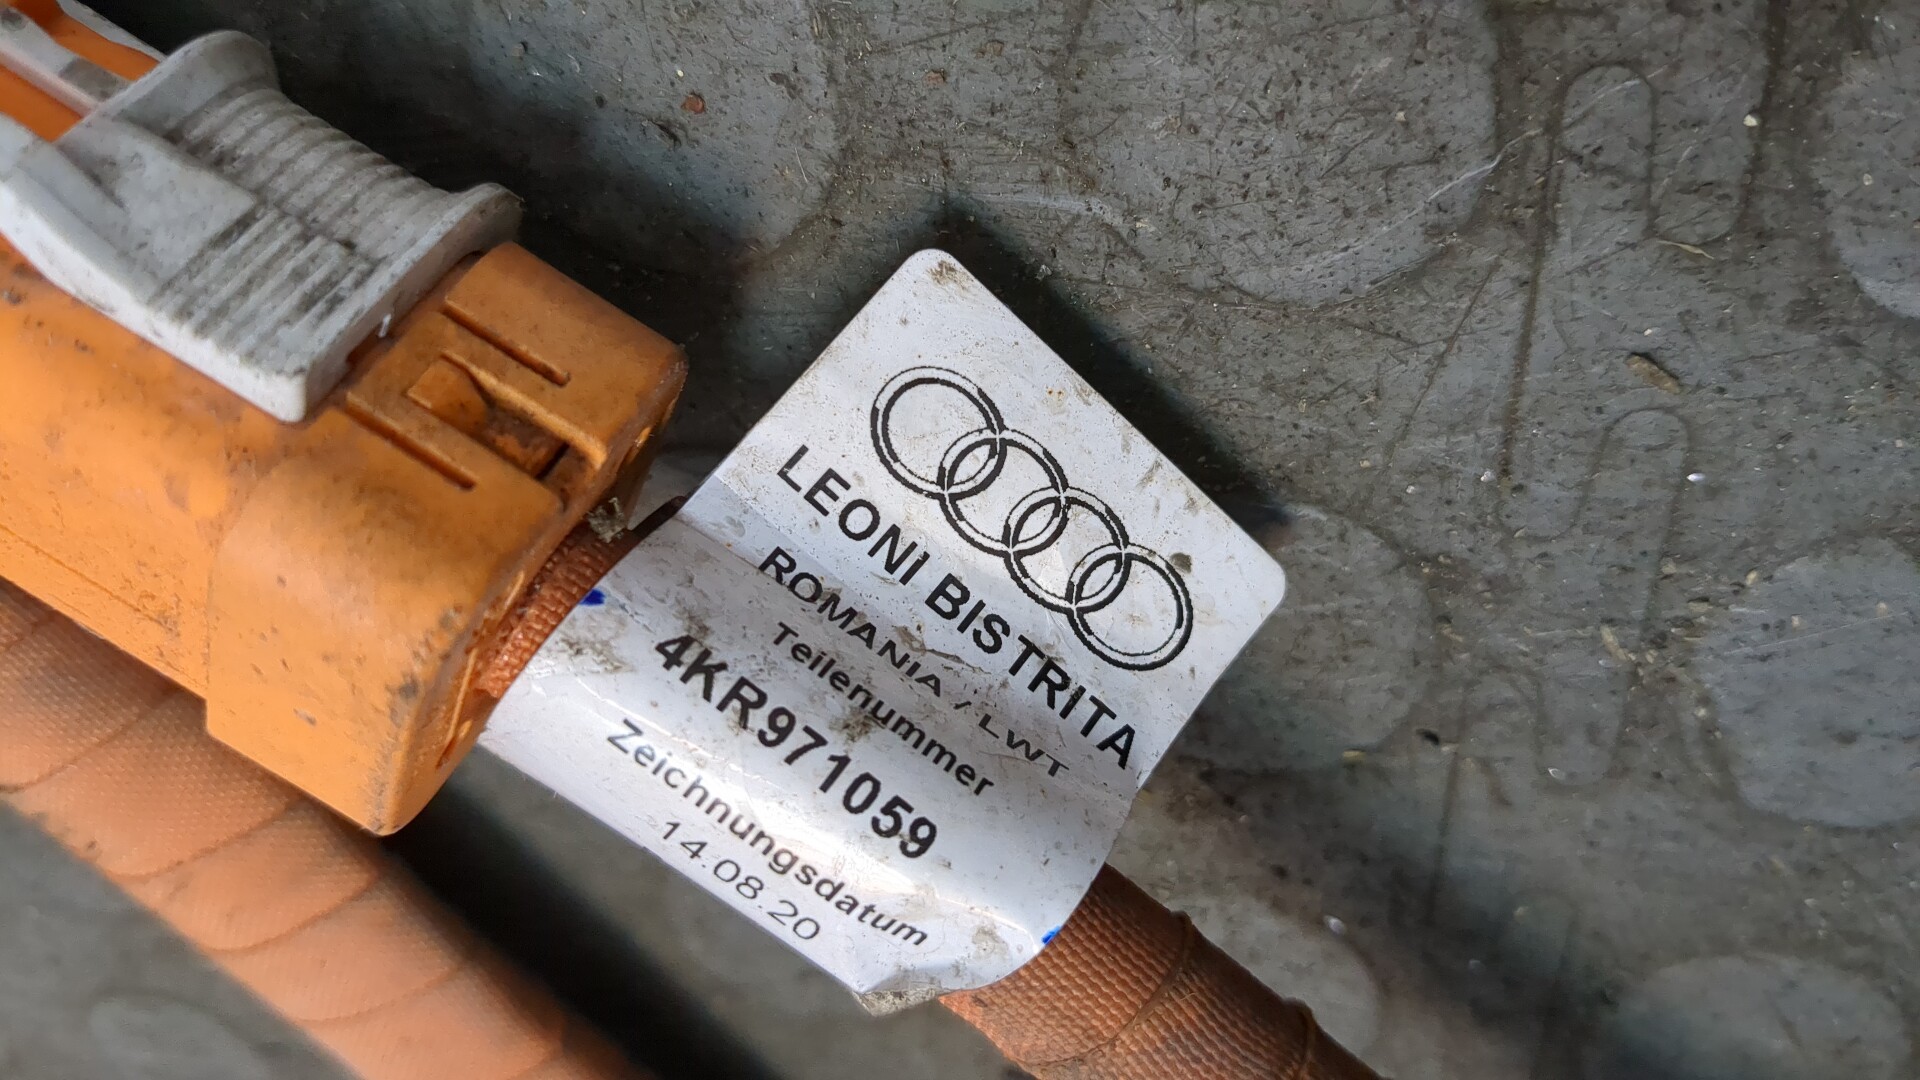 LEONI BISTRITA
ROMANIA / LWT
Teilenummer
4KR971059
Zeichnungsdatum
14.08.20